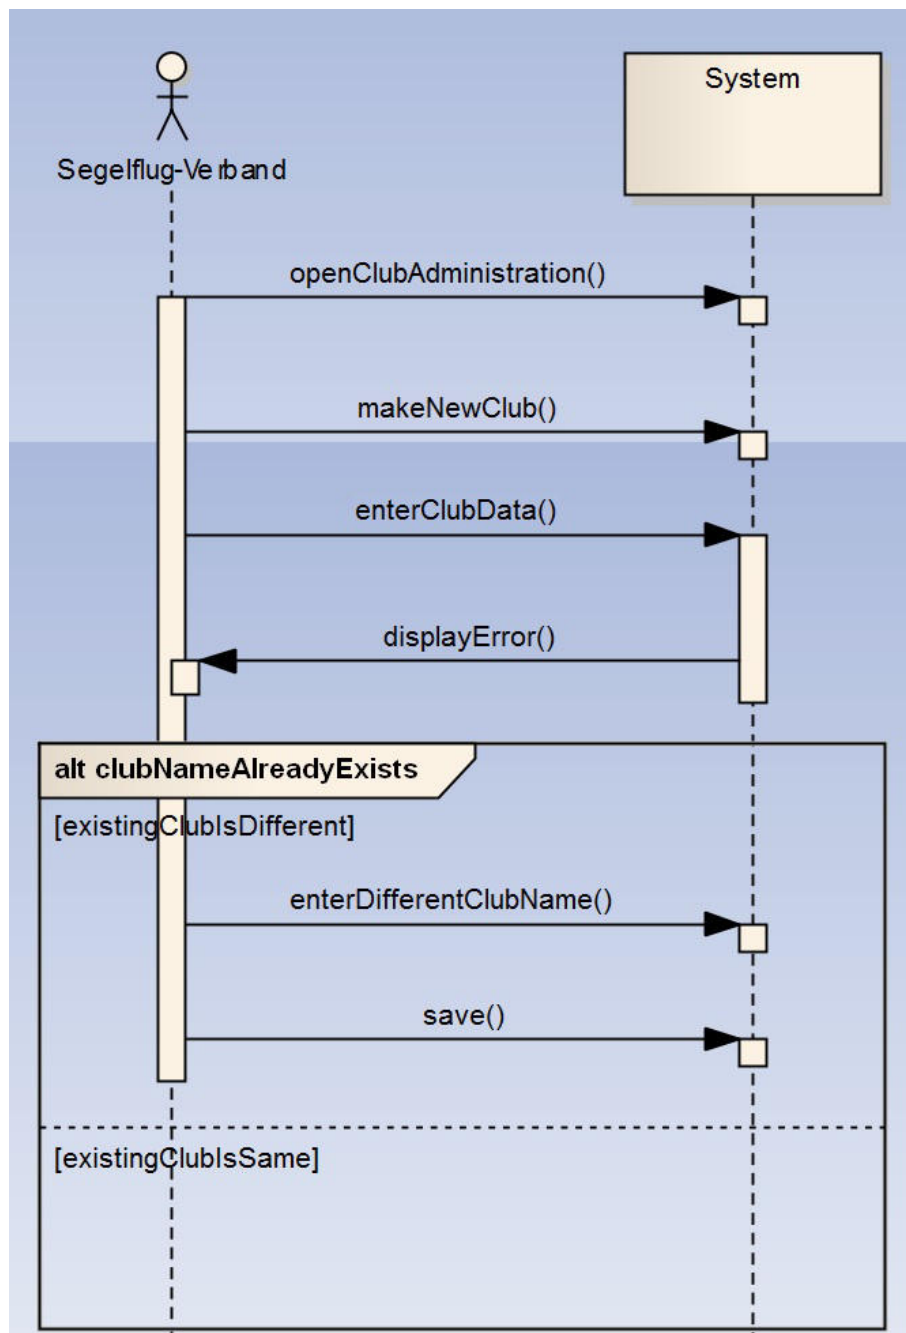 System
Segelflug-Verband
openClubAdministration()
makeNewClub()
enterClubData()
displayError()
alt clubNameAlreadyExists
[existingClubIsDifferent]
enterDifferentClubName()
save()
[existingClubIsSame]